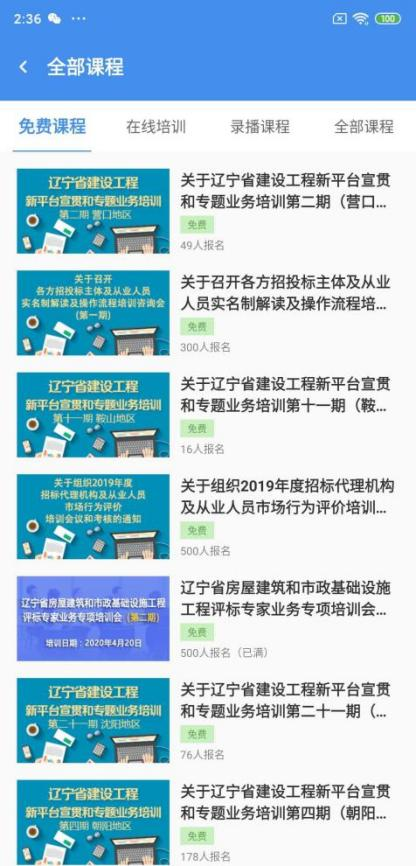 2:36
100
全部课程
免费课程
在线培训
录播课程
全部课程
辽宁省建设工程
新平台宣贯和专题业务培训
第二期 营口地区
关于辽宁省建设工程新平台宣贯
和专题业务培训第二期（营口...
免费
49人报名
关于召开
各方招投标主体及从业人员
实名制解读及操作流程培训咨询会
(第一期)
关于召开各方招投标主体及从业
人员实名制解读及操作流程培...
免费
300人报名
辽宁省建设工程
新平台宣贯和专题业务培训
第十一期 鞍山地区
关于辽宁省建设工程新平台宣贯
和专题业务培训第十一期（鞍...
免费
16人报名
关于组织2019年度
招标代理机构及从业人员
市场行为评价
培训会议和考核的通知
关于组织2019年度招标代理机构
及从业人员市场行为评价培训...
免费
500人报名
辽宁省房屋建筑和市政基础设施工程
评标专家业务专项培训会（第二期）
培训日期：2020年4月20日
辽宁省房屋建筑和市政基础设施
工程评标专家业务专项培训会...
免费
500人报名（已满）
辽宁省建设工程
新平台宣贯和专题业务培训
第二十一期 沈阳地区
关于辽宁省建设工程新平台宣贯
和专题业务培训第二十一期（...
免费
76人报名
辽宁省建设工程
新平台宣贯和专题业务培训
第四期 朝阳地区
关于辽宁省建设工程新平台宣贯
和专题业务培训第四期（朝阳...
免费
178人报名